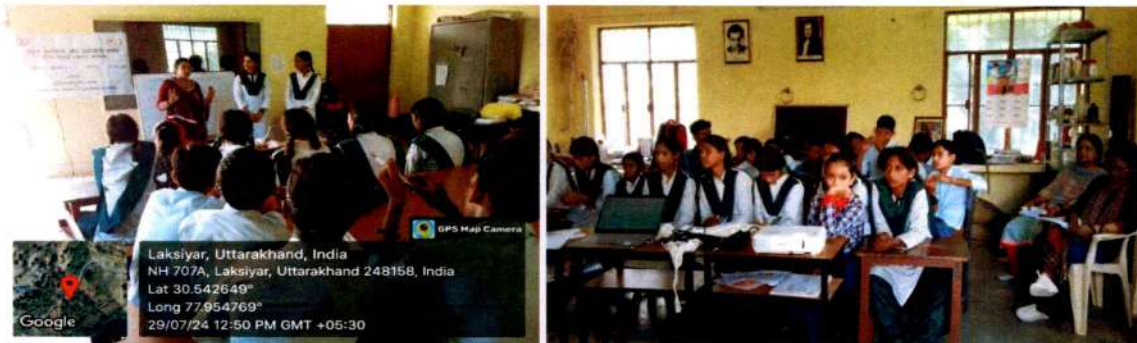 GPS Map Camera
Laksiyar, Uttarakhand, India
NH 707A, Laksiyar, Uttarakhand 248158, India
Lat 30.542649°
Long 77.954769°
29/07/24 12:50 PM GMT +05:30
Google